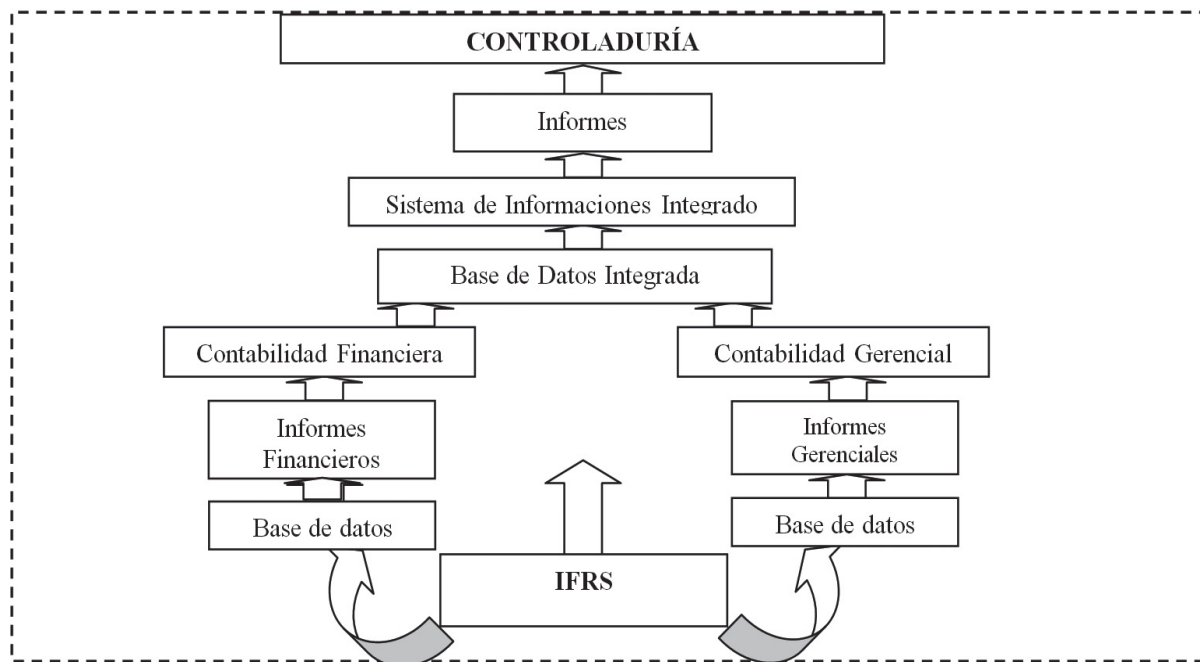 CONTROLADURÍA
Informes
Sistema de Informaciones Integrado
Base de Datos Integrada
Contabilidad Financiera
Contabilidad Gerencial
Informes
Financieros
Informes
Gerenciales
Base de datos
Base de datos
IFRS